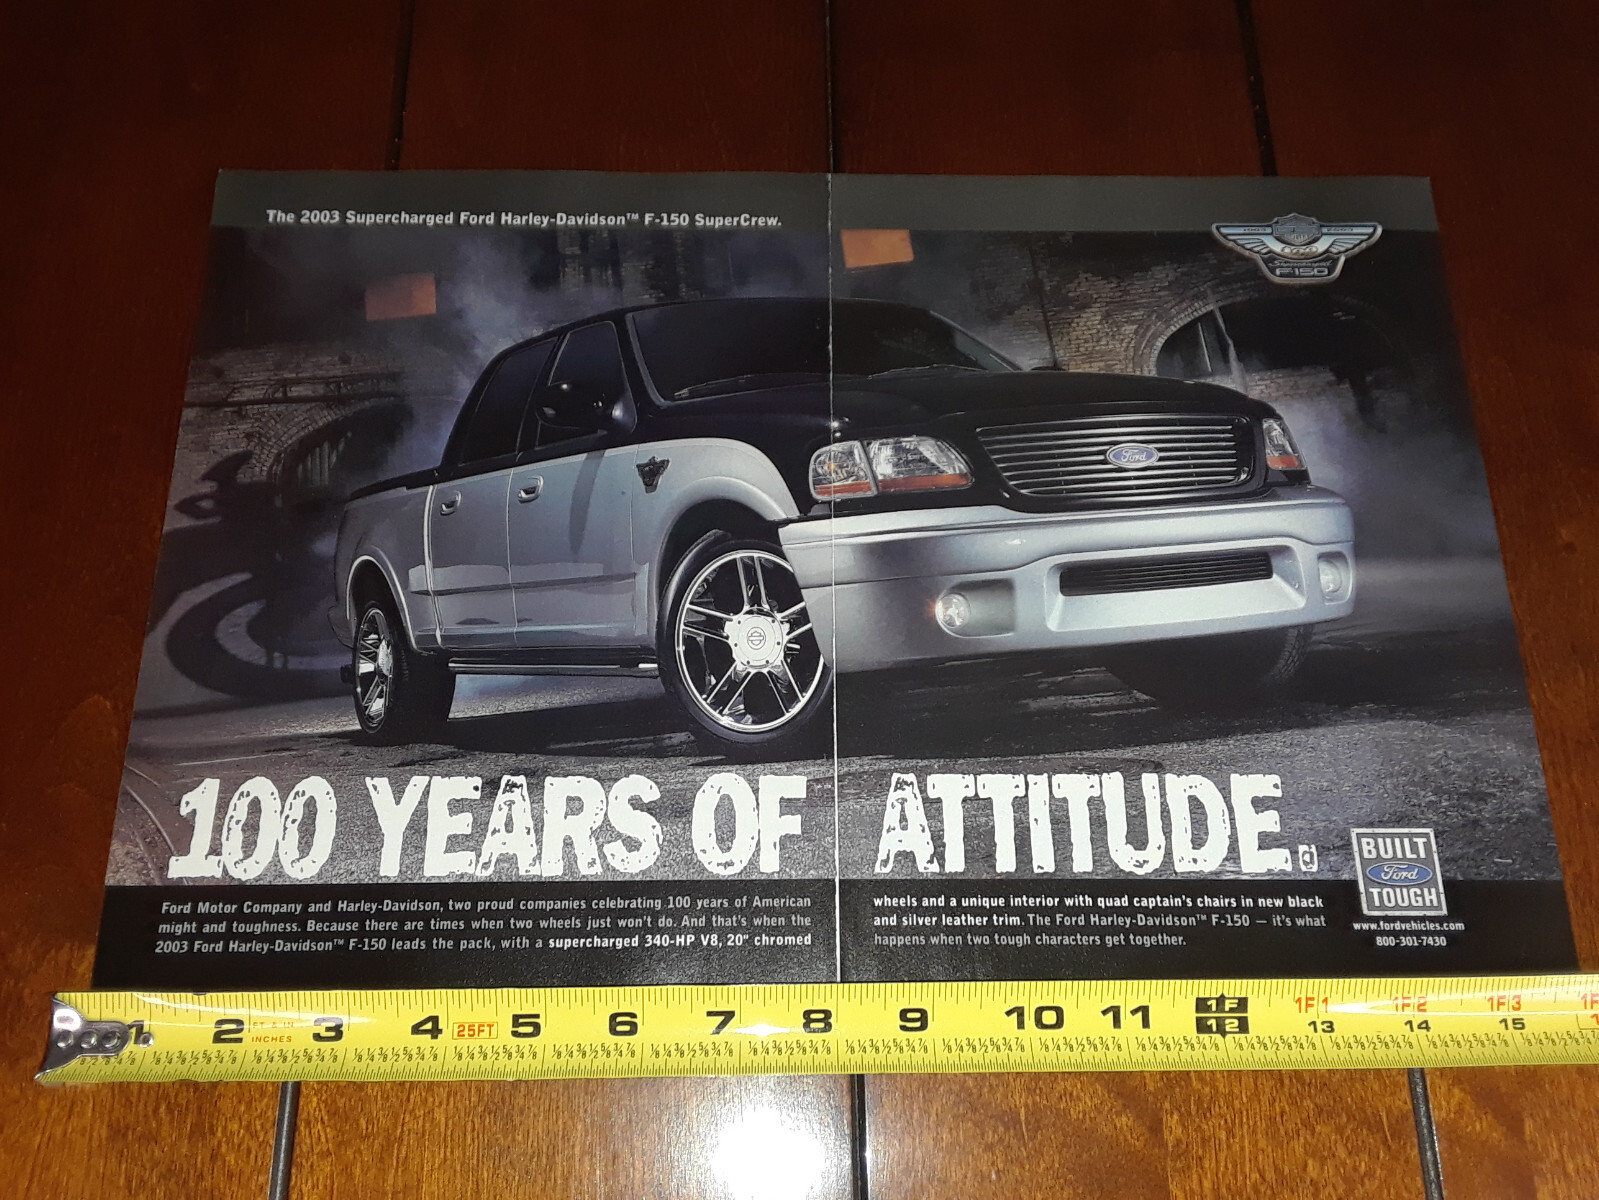 The 2003 Supercharged Ford Harley-Davidson™ F-150 SuperCrew.
Supercharged
F-150
Ford
100 YEARS OF ATTITUDE.
Ford Motor Company and Harley-Davidson, two proud companies celebrating 100 years of American
might and toughness. Because there are times when two wheels just won't do. And that's when the
2003 Ford Harley-Davidson™ F-150 leads the pack, with a supercharged 340-HP V8, 20" chromed
wheels and a unique interior with quad captain's chairs in new black
and silver leather trim. The Ford Harley-Davidson™ F-150 — it's what
happens when two tough characters get together.
BUILT
Ford
TOUGH
www.fordvehicles.com
800-301-7430
1 2 FT & IN INCHES 3 4 25FT 5 6 7 8 9 10 11 1F 12 1F1 13 1F2 14 1F3 15